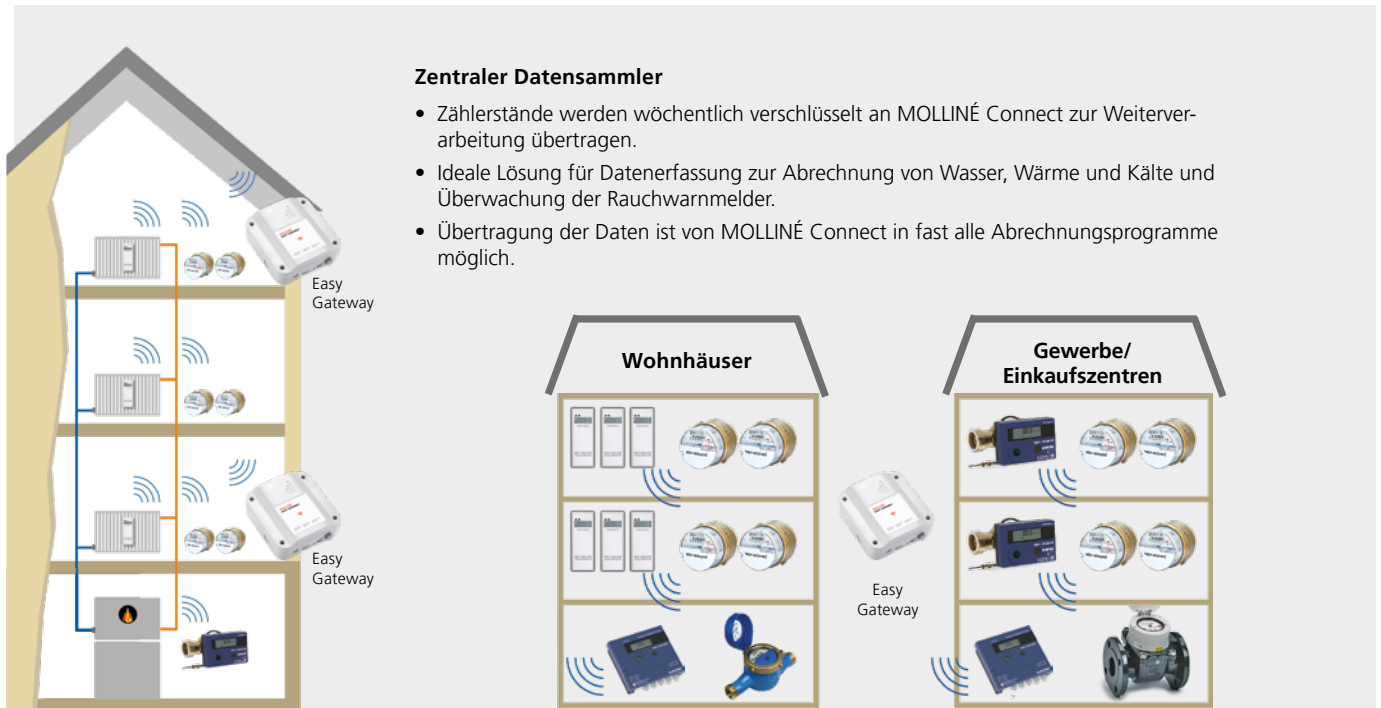 Zentraler Datensammler
• Zählerstände werden wöchentlich verschlüsselt an MOLLINÉ Connect zur Weiterver-
arbeitung übertragen.
• Ideale Lösung für Datenerfassung zur Abrechnung von Wasser, Wärme und Kälte und
Überwachung der Rauchwarnmelder.
• Übertragung der Daten ist von MOLLINÉ Connect in fast alle Abrechnungsprogramme
möglich.
Easy
Gateway
Easy
Gateway
Wohnhäuser
Easy
Gateway
Gewerbe/
Einkaufszentren